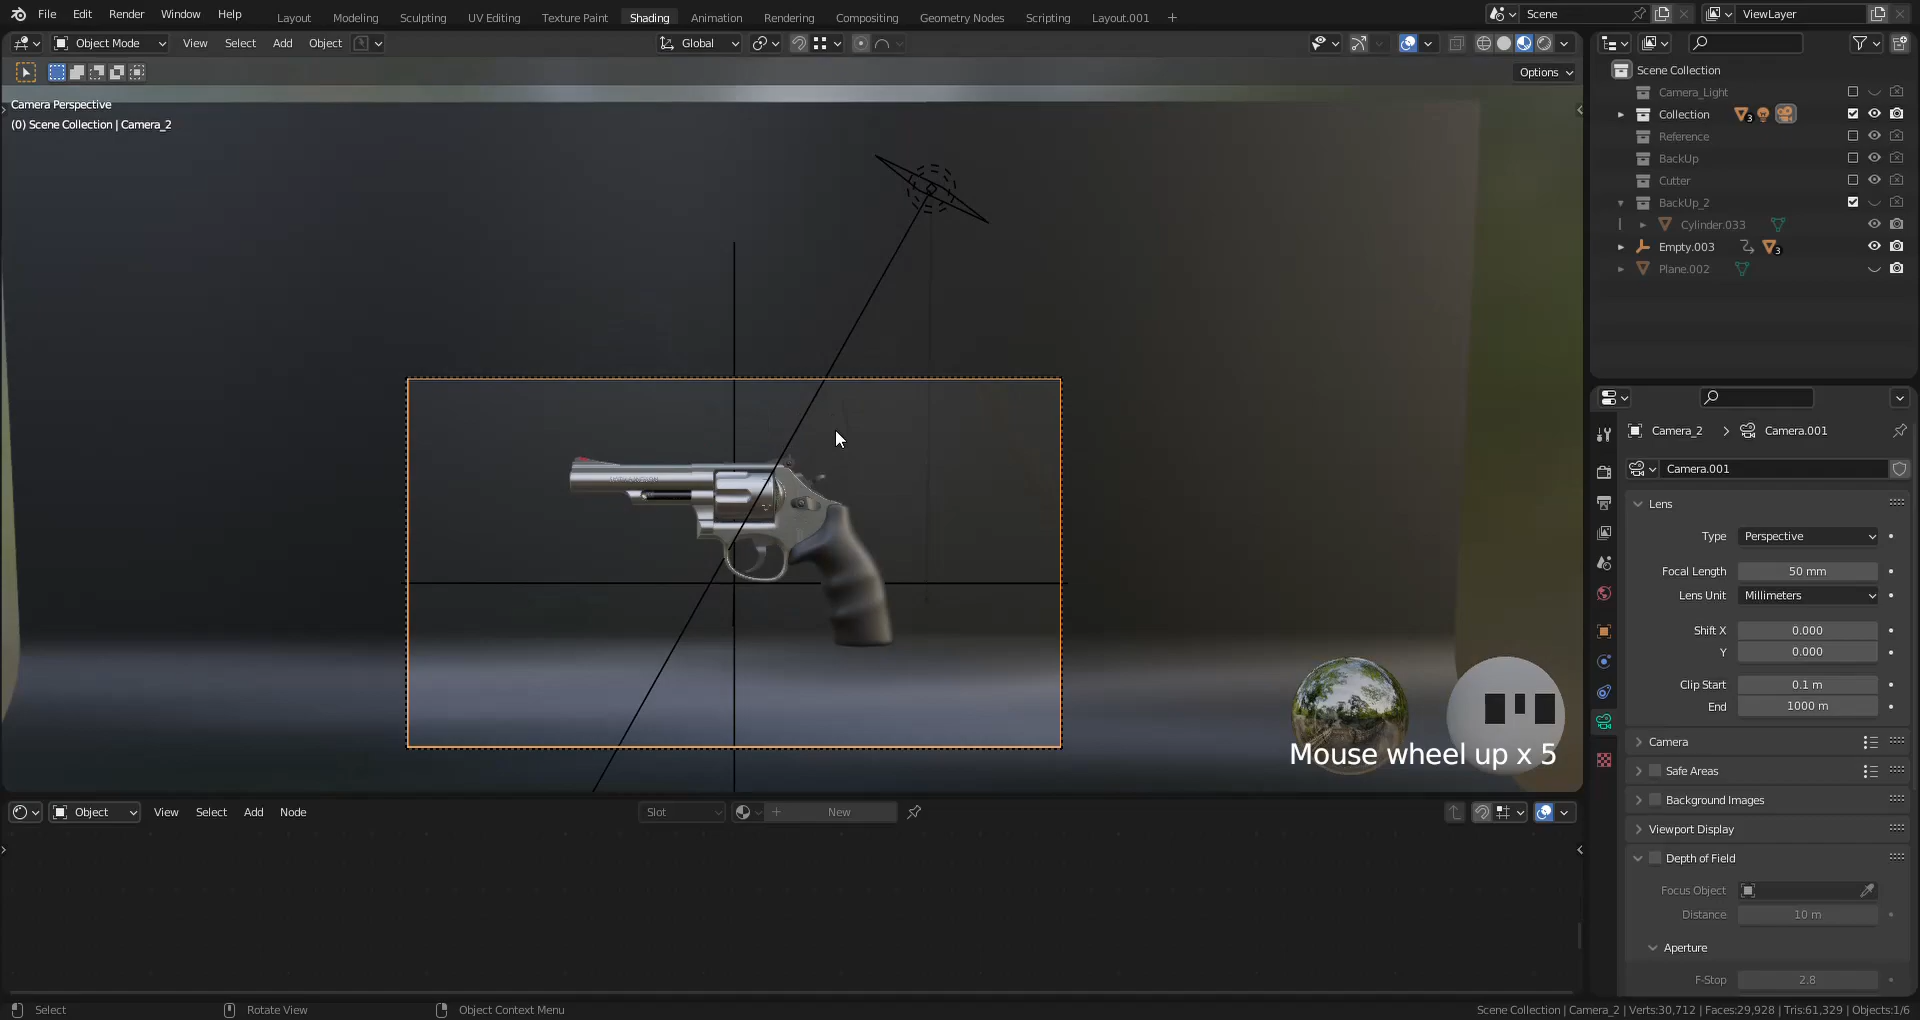 File Edit Render Window Help
Layout Modeling Sculpting UV Editing Texture Paint Shading Animation Rendering Compositing Geometry Nodes Scripting Layout.001 +
Scene
ViewLayer
Object Mode View Select Add Object
Global
Options
Camera Perspective
(0) Scene Collection | Camera_2
Mouse wheel up x 5
Scene Collection
Camera_Light
Collection 3
Reference
BackUp
Cutter
BackUp_2
Cylinder.033
Empty.003 3
Plane.002
Camera_2 > Camera.001
Camera.001
Lens
Type Perspective
Focal Length 50 mm
Lens Unit Millimeters
Shift X 0.000
Y 0.000
Clip Start 0.1 m
End 1000 m
Camera
Safe Areas
Background Images
Viewport Display
Depth of Field
Focus Object
Distance 10 m
Aperture
F-Stop 2.8
Object View Select Add Node
Slot
New
Select
Rotate View
Object Context Menu
Scene Collection | Camera_2 | Verts:30,712 | Faces:29,928 | Tris:61,329 | Objects:1/6